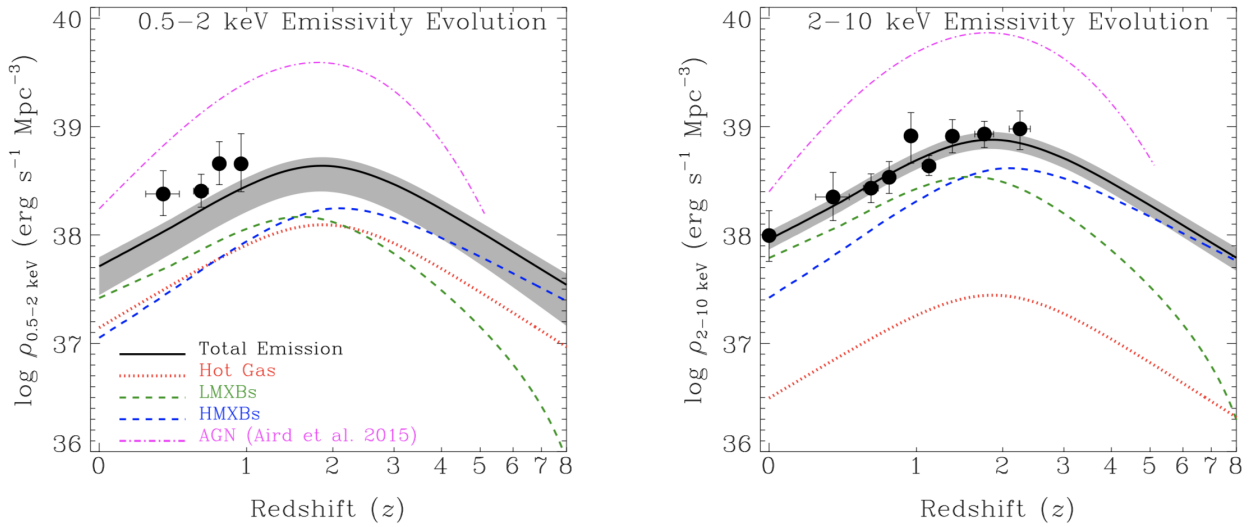 0.5−2 keV Emissivity Evolution
log ρ0.5−2 keV (erg s−1 Mpc−3)
40
39
38
37
36
Total Emission
Hot Gas
LMXBs
HMXBs
AGN (Aird et al. 2015)
0 1 2 3 4 5 6 7 8
Redshift (z)
2−10 keV Emissivity Evolution
log ρ2−10 keV (erg s−1 Mpc−3)
40
39
38
37
36
0 1 2 3 4 5 6 7 8
Redshift (z)